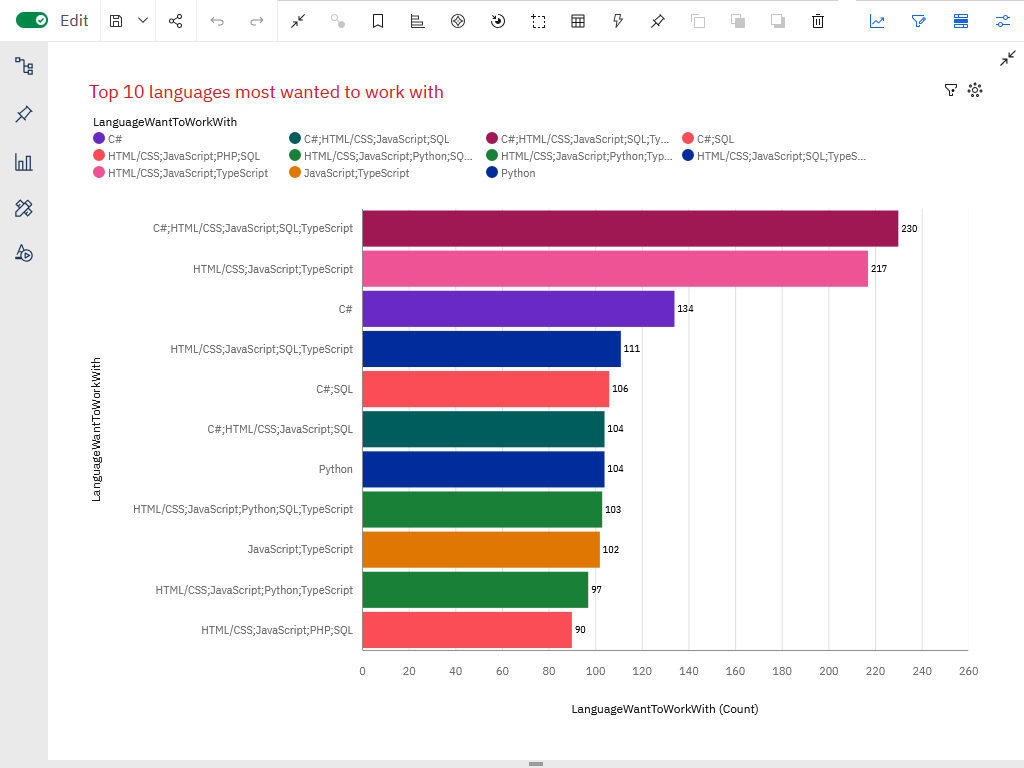 Edit
Top 10 languages most wanted to work with
LanguageWantToWorkWith
C# C#;HTML/CSS;JavaScript;SQL C#;HTML/CSS;JavaScript;SQL;Ty... C#;SQL
HTML/CSS;JavaScript;PHP;SQL HTML/CSS;JavaScript;Python;SQ... HTML/CSS;JavaScript;Python;Typ... HTML/CSS;JavaScript;SQL;TypeS...
HTML/CSS;JavaScript;TypeScript JavaScript;TypeScript Python
C#;HTML/CSS;JavaScript;SQL;TypeScript 230
HTML/CSS;JavaScript;TypeScript 217
C# 134
HTML/CSS;JavaScript;SQL;TypeScript 111
C#;SQL 106
C#;HTML/CSS;JavaScript;SQL 104
Python 104
HTML/CSS;JavaScript;Python;SQL;TypeScript 103
JavaScript;TypeScript 102
HTML/CSS;JavaScript;Python;TypeScript 97
HTML/CSS;JavaScript;PHP;SQL 90
LanguageWantToWorkWith
0 20 40 60 80 100 120 140 160 180 200 220 240 260
LanguageWantToWorkWith (Count)